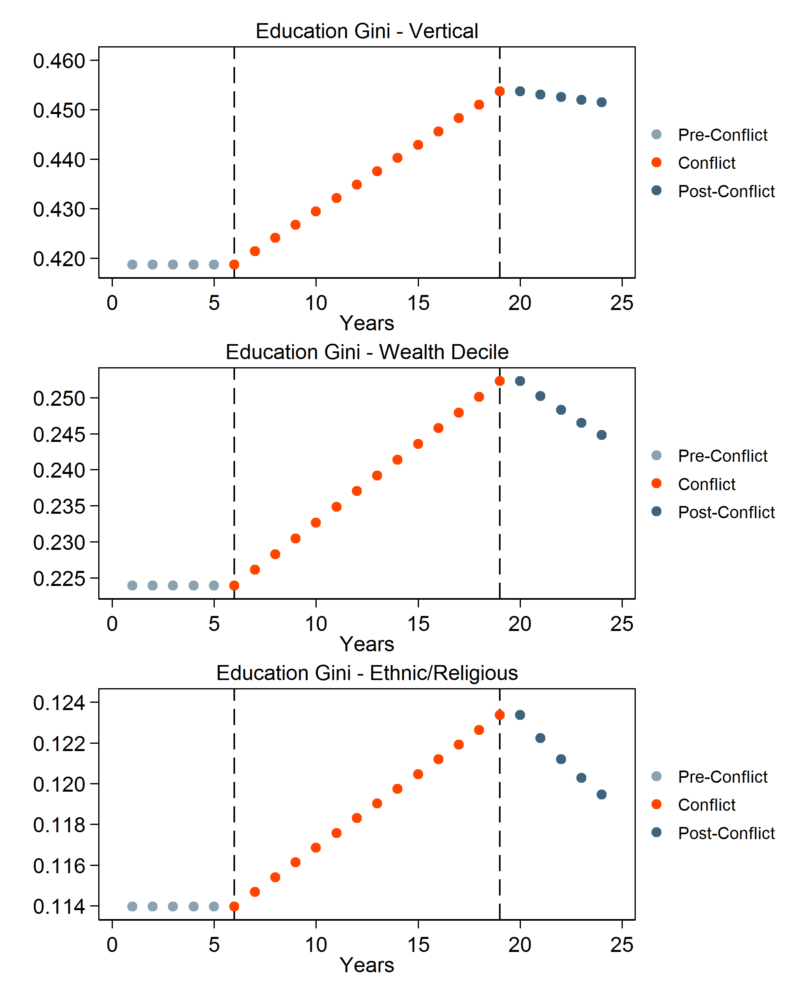 Education Gini - Vertical
0.460
0.450
0.440
0.430
0.420
0 5 10 15 20 25
Years
Pre-Conflict
Conflict
Post-Conflict
Education Gini - Wealth Decile
0.250
0.245
0.240
0.235
0.230
0.225
0 5 10 15 20 25
Years
Pre-Conflict
Conflict
Post-Conflict
Education Gini - Ethnic/Religious
0.124
0.122
0.120
0.118
0.116
0.114
0 5 10 15 20 25
Years
Pre-Conflict
Conflict
Post-Conflict